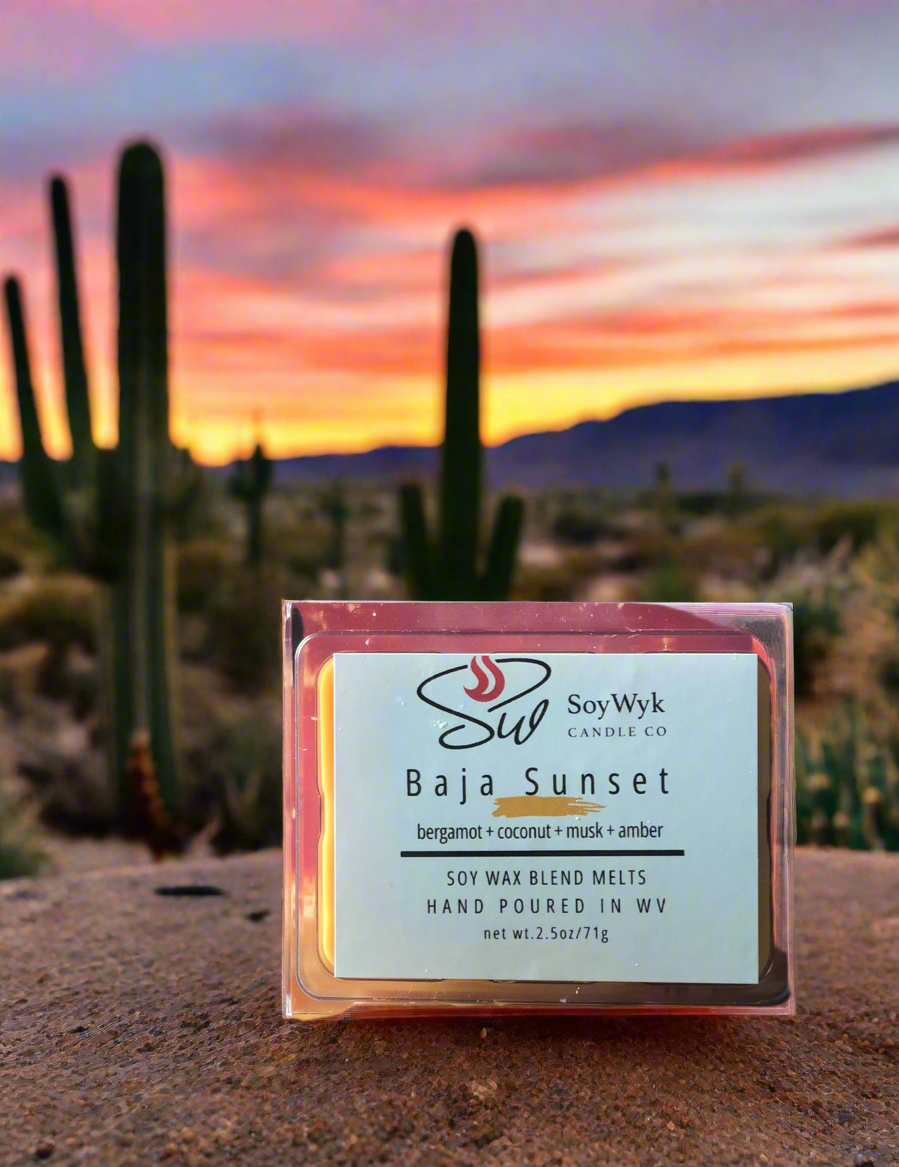 Sw
SoyWyk
CANDLE CO
Baja Sunset
bergamot + coconut + musk + amber
SOY WAX BLEND MELTS
HAND POURED IN WV
net wt.2.5oz/71g